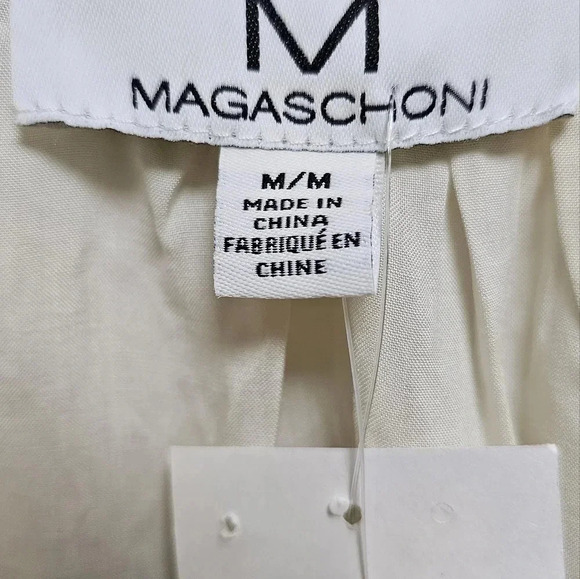 M
MAGASCHONI
M/M
MADE IN
CHINA
FABRIQUÉ EN
CHINE